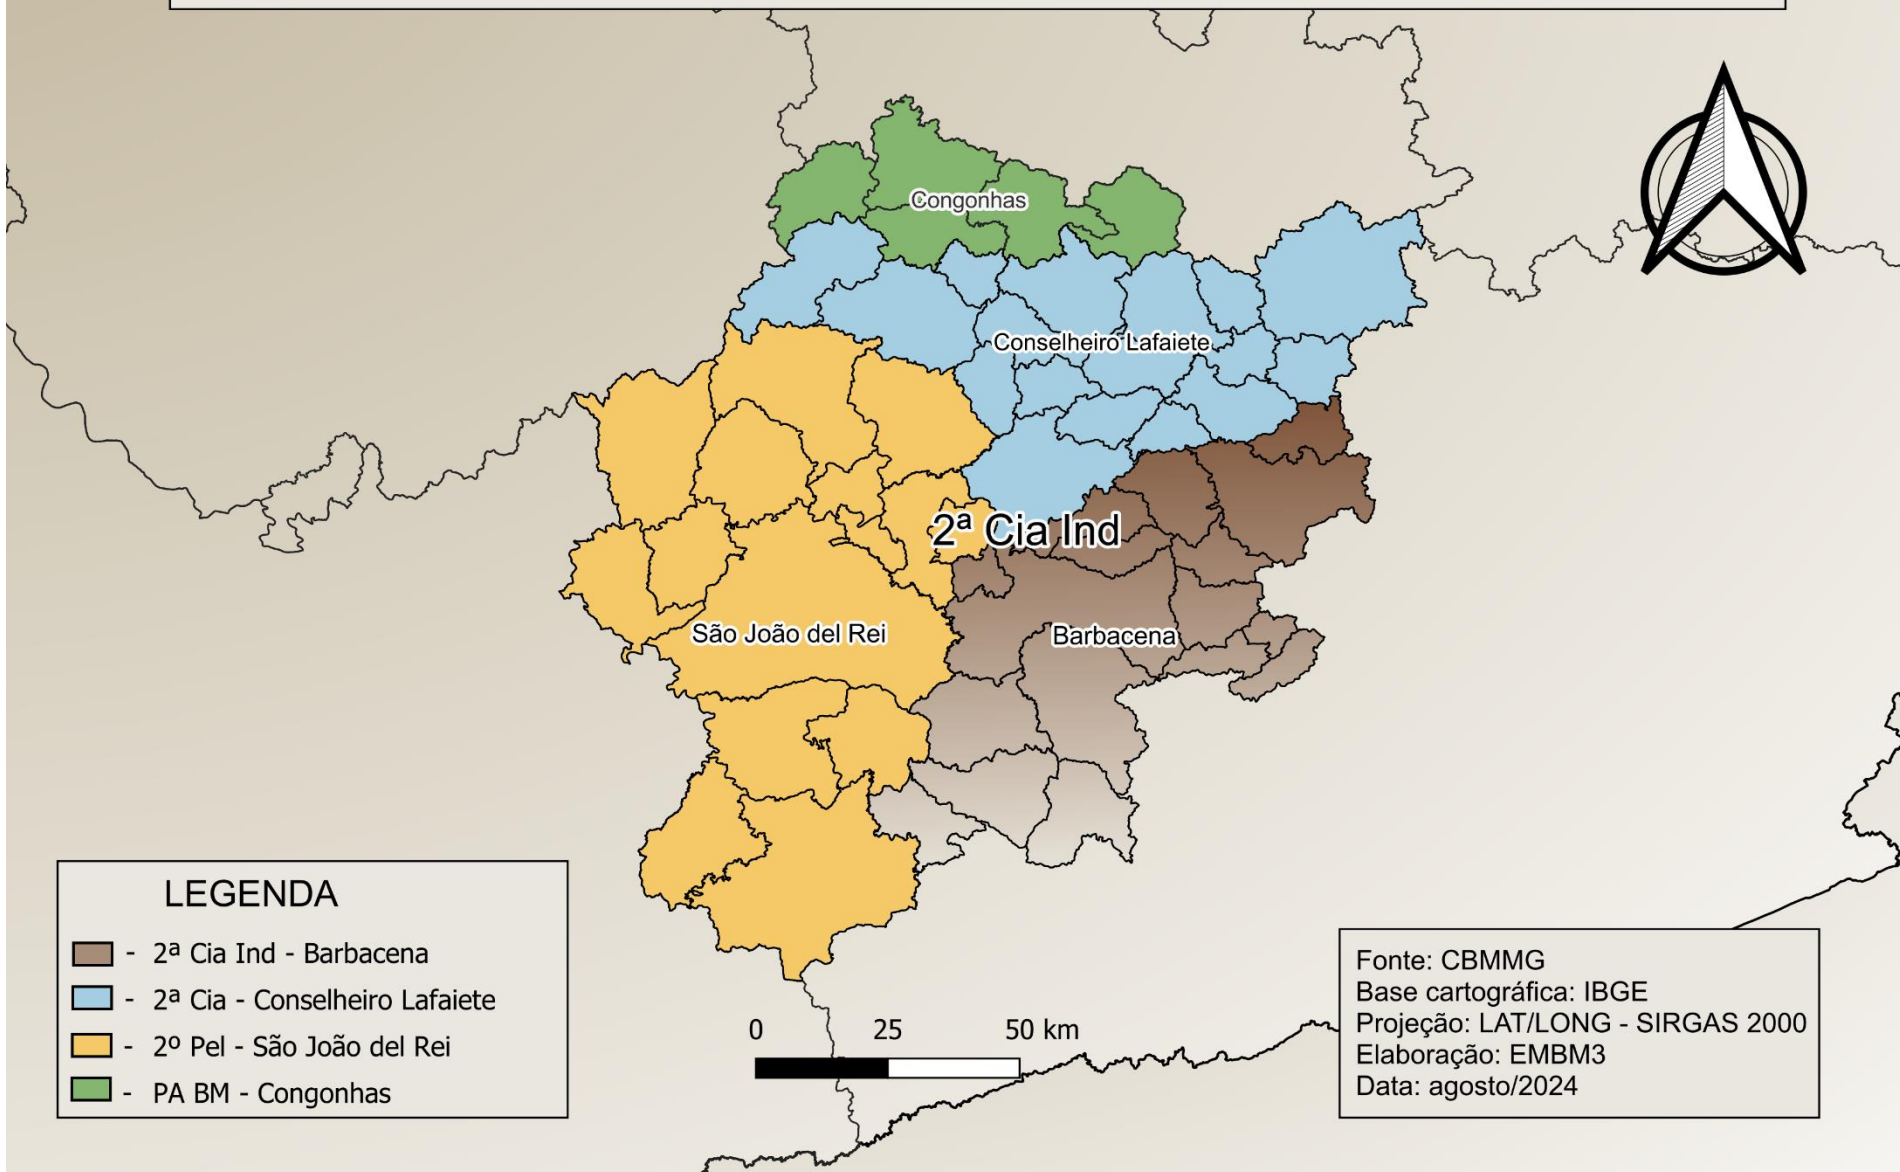 Congonhas
Conselheiro Lafaiete
2ª Cia Ind
São João del Rei
Barbacena
LEGENDA
- 2ª Cia Ind - Barbacena
- 2ª Cia - Conselheiro Lafaiete
- 2º Pel - São João del Rei
- PA BM - Congonhas
0 25 50 km
Fonte: CBMMG
Base cartográfica: IBGE
Projeção: LAT/LONG - SIRGAS 2000
Elaboração: EMBM3
Data: agosto/2024